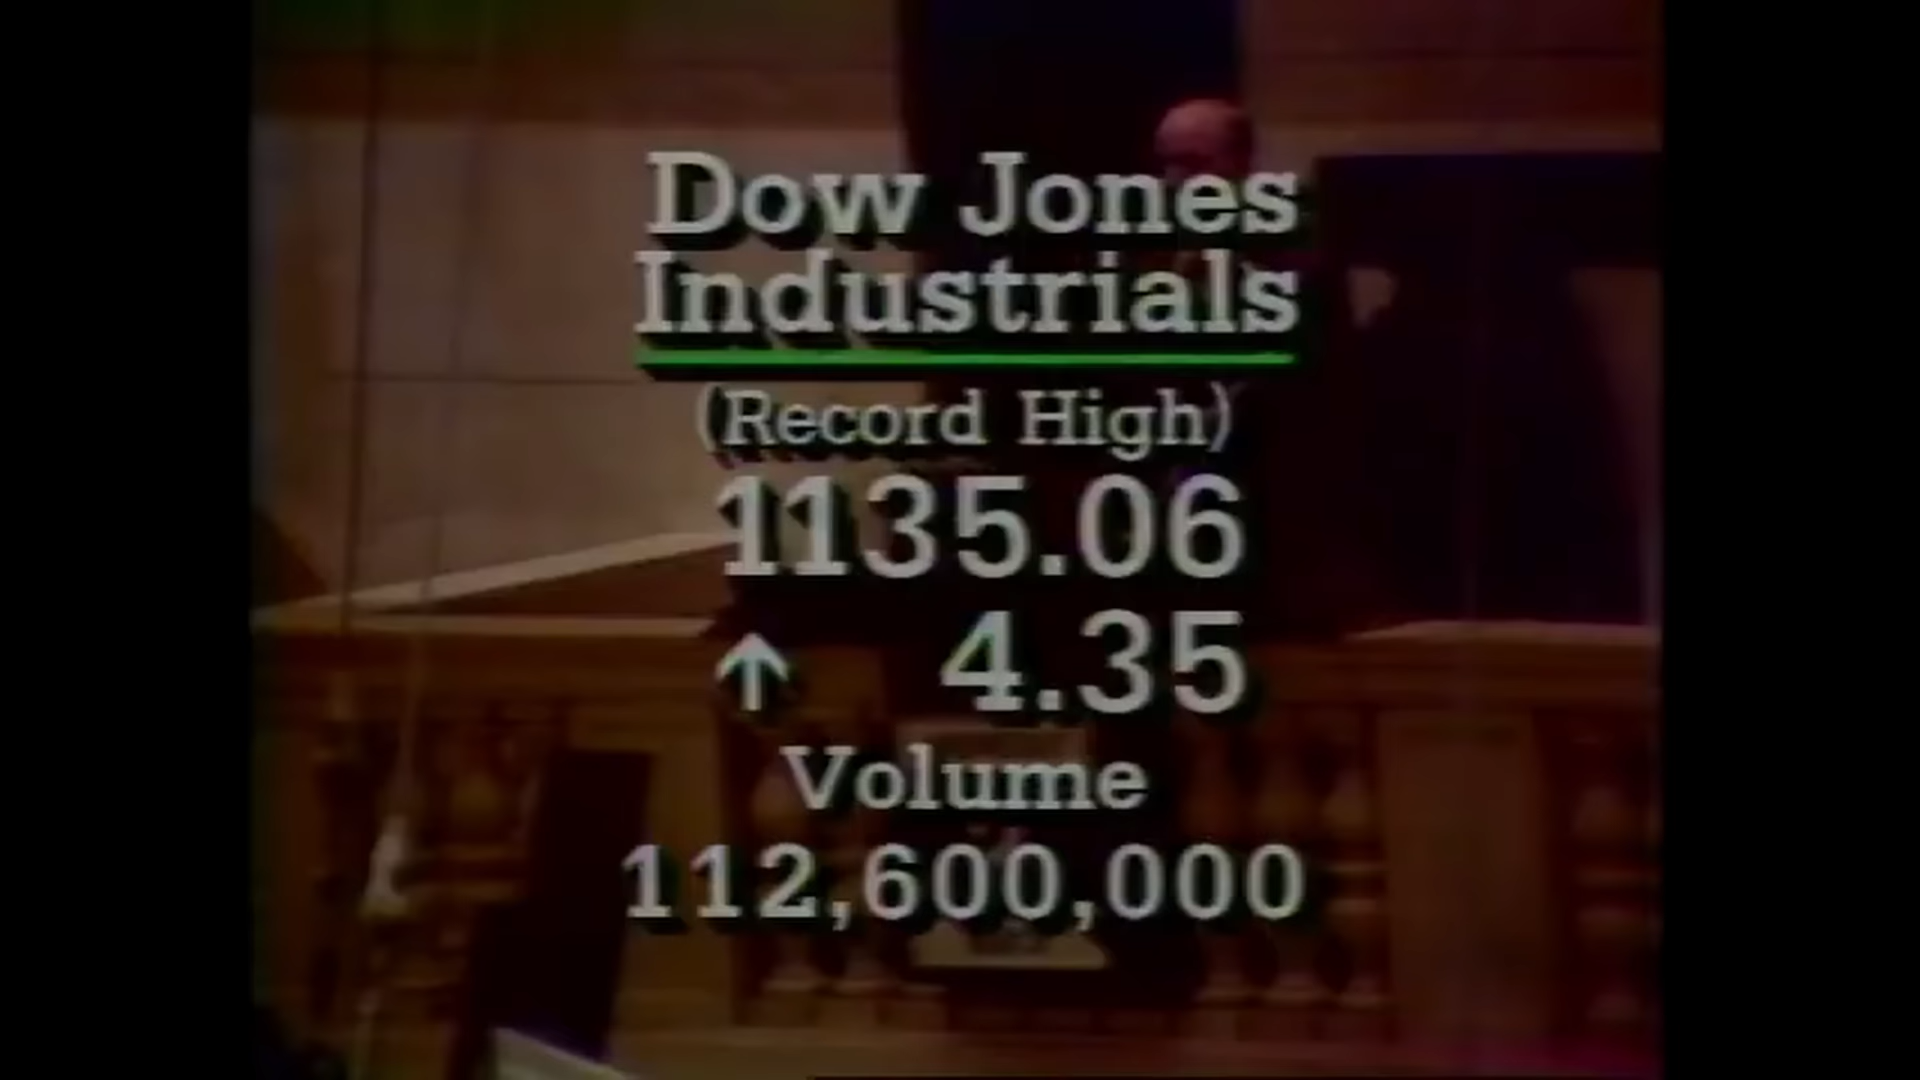 Dow Jones
Industrials
(Record High)
1135.06
↑ 4.35
Volume
112,600,000